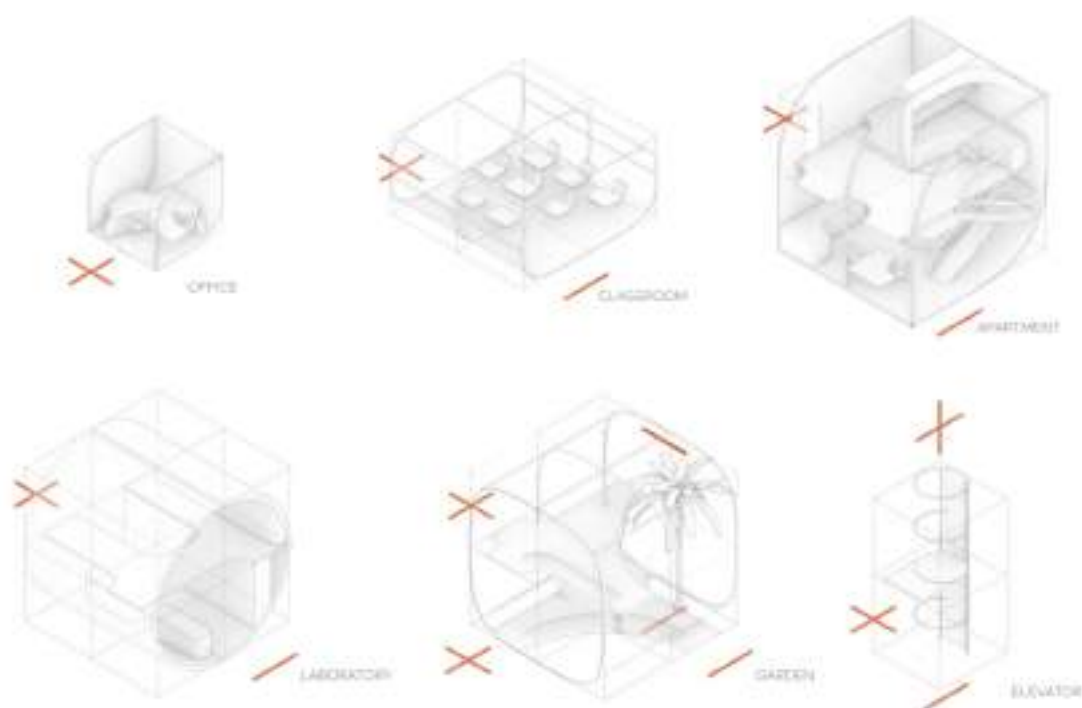 OFFICE
CLASSROOM
APARTMENT
LABORATORY
GARDEN
ELEVATOR